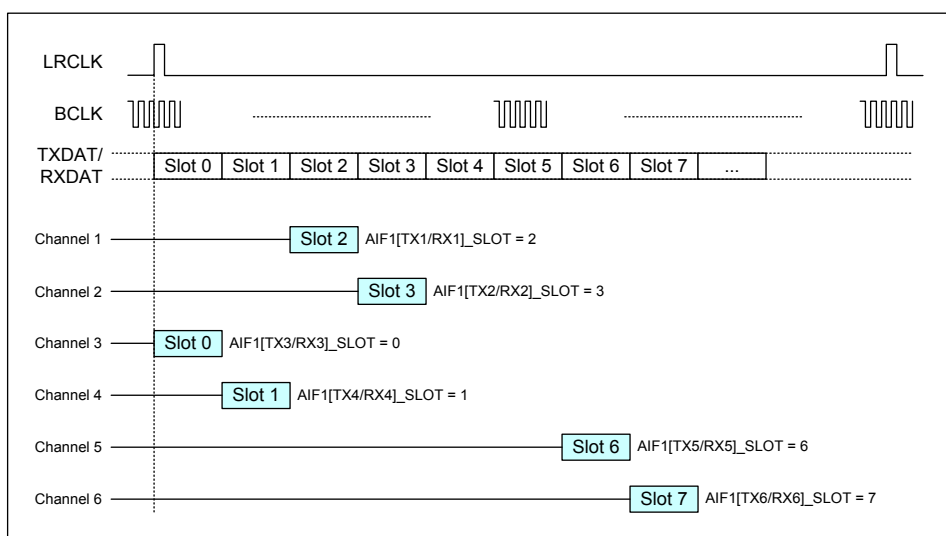 LRCLK
BCLK
TXDAT/
RXDAT
Slot 0 Slot 1 Slot 2 Slot 3 Slot 4 Slot 5 Slot 6 Slot 7 ...
Channel 1 Slot 2 AIF1[TX1/RX1]_SLOT = 2
Channel 2 Slot 3 AIF1[TX2/RX2]_SLOT = 3
Channel 3 Slot 0 AIF1[TX3/RX3]_SLOT = 0
Channel 4 Slot 1 AIF1[TX4/RX4]_SLOT = 1
Channel 5 Slot 6 AIF1[TX5/RX5]_SLOT = 6
Channel 6 Slot 7 AIF1[TX6/RX6]_SLOT = 7